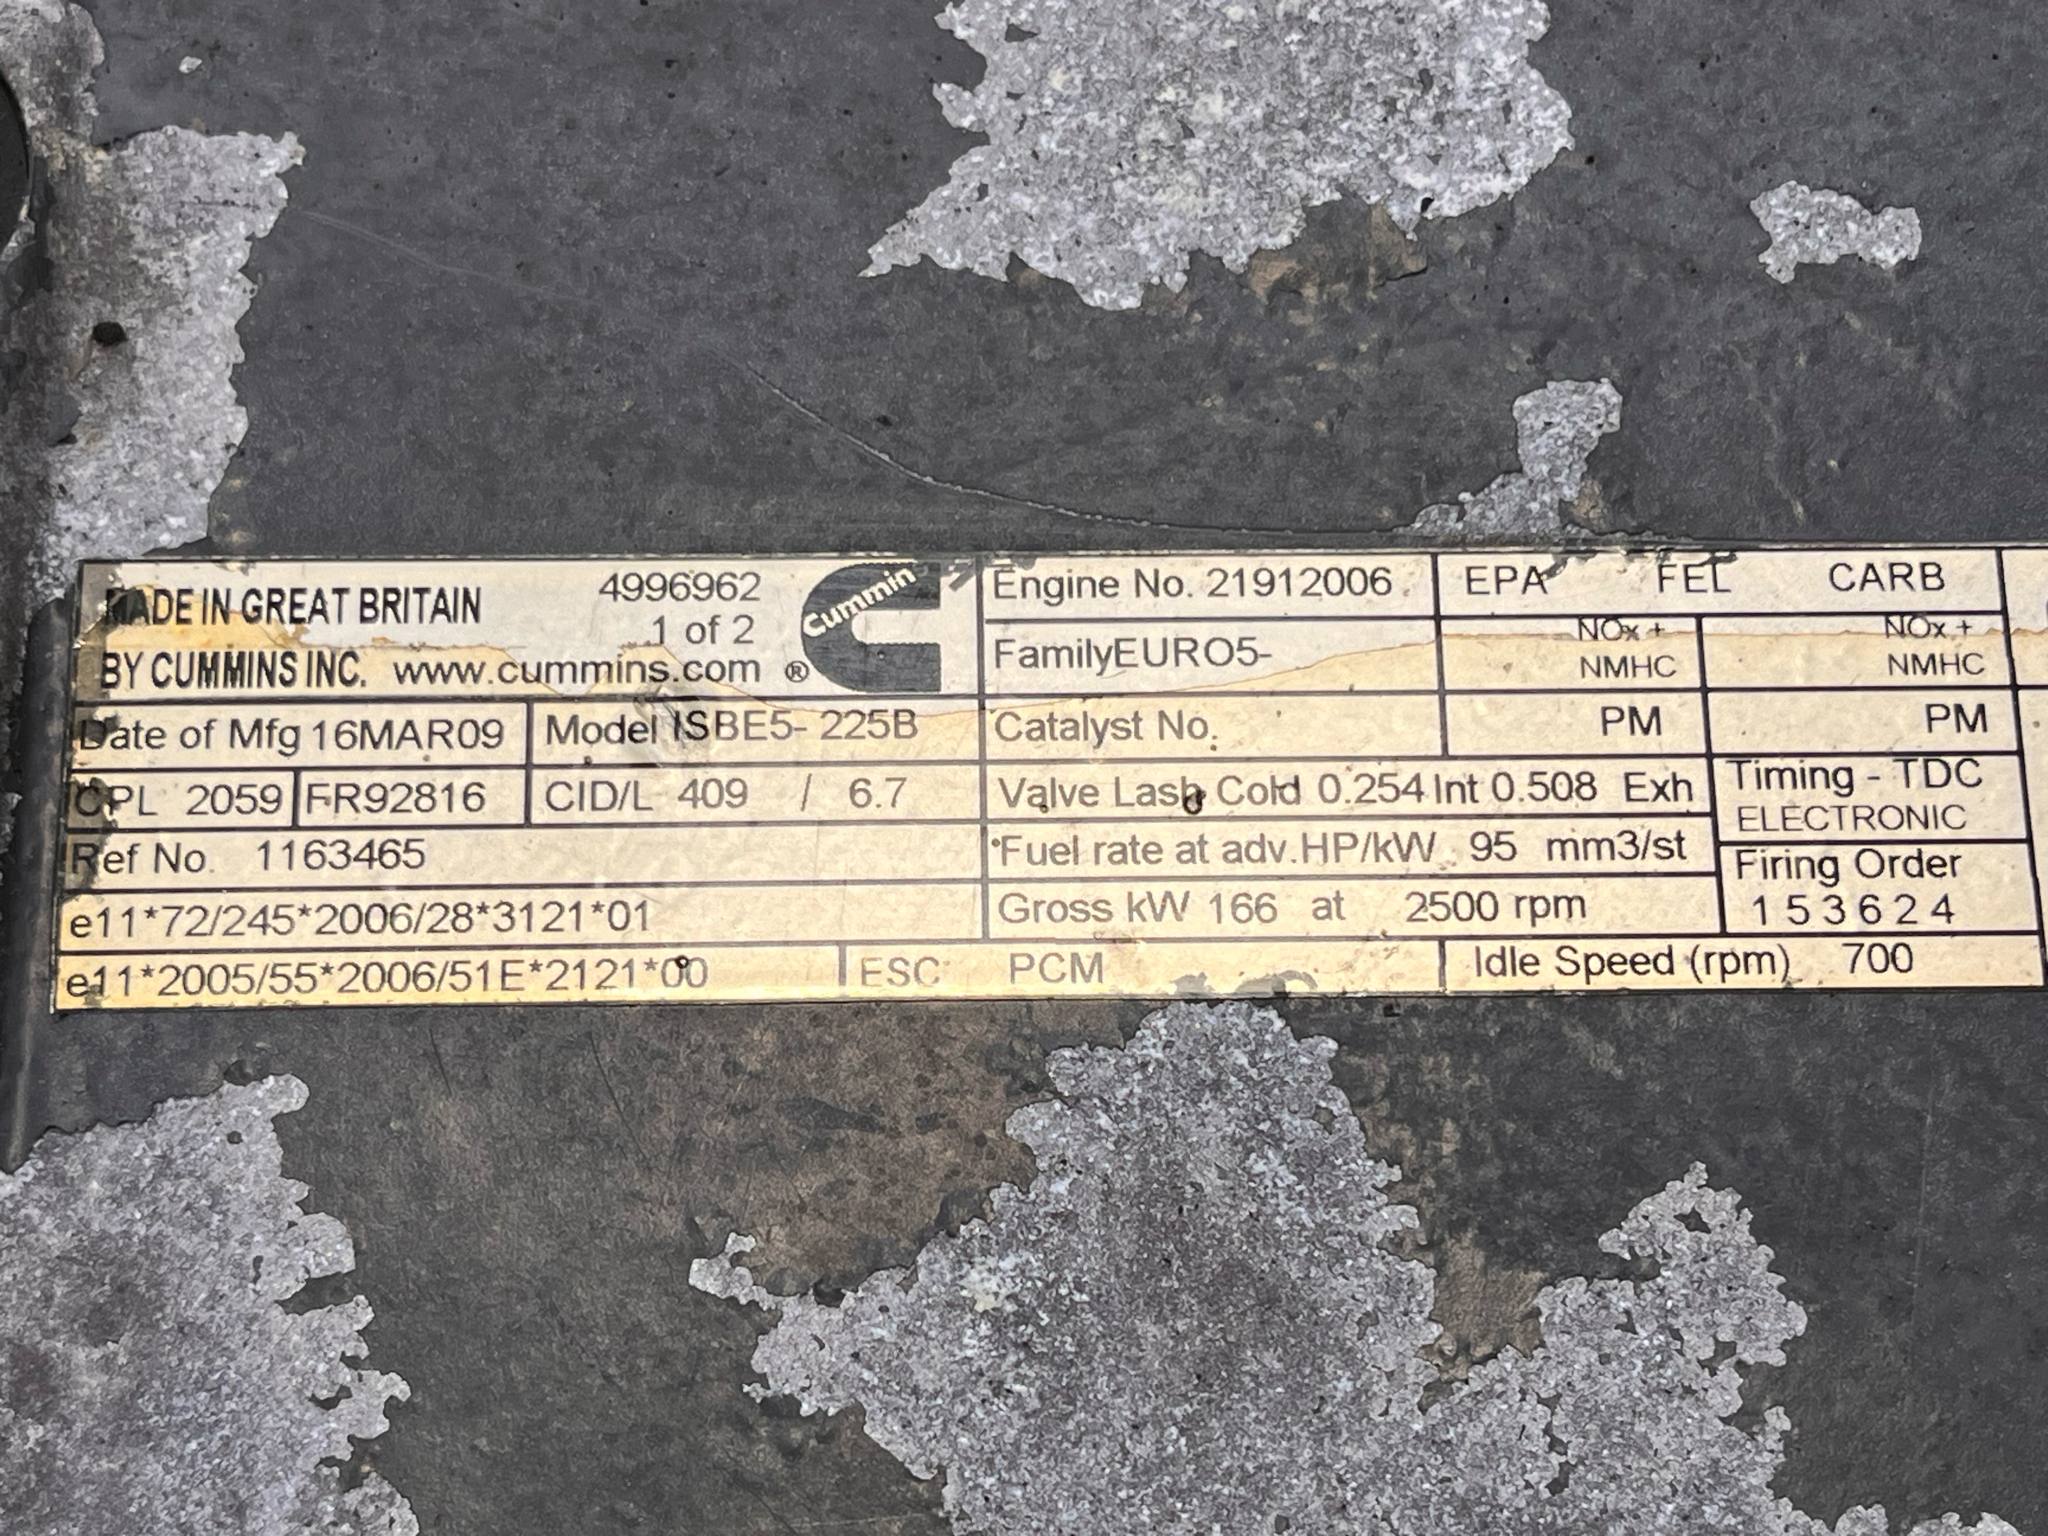 MADE IN GREAT BRITAIN 4996962
1 of 2
BY CUMMINS INC. www.cummins.com ®
Cummin
Date of Mfg 16MAR09 Model ISBE5- 225B
CPL 2059 FR92816 CID/L 409 / 6.7
Ref No. 1163465
e11*72/245*2006/28*3121*01
e11*2005/55*2006/51E*2121*00 ESC PCM Idle Speed (rpm) 700
Engine No. 21912006
FamilyEURO5-
Catalyst No.
Valve Lash Cold 0.254 Int 0.508 Exh
Fuel rate at adv.HP/kW 95 mm3/st
Gross kW 166 at 2500 rpm
EPA FEL CARB
NOx + NOx +
NMHC NMHC
PM PM
Timing - TDC
ELECTRONIC
Firing Order
1 5 3 6 2 4